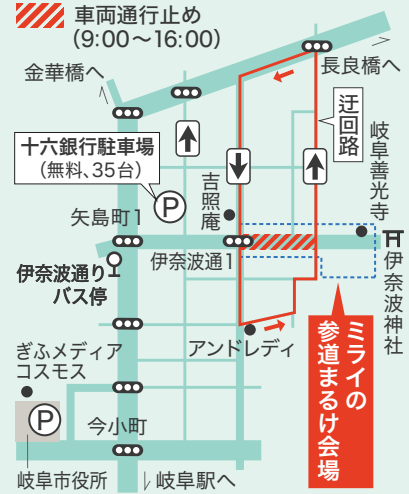 車両通行止め
(9:00〜16:00)
金華橋へ
長良橋へ
迂回路
十六銀行駐車場
(無料、35台)
P
吉照庵
岐阜善光寺
矢島町1
伊奈波通1
伊奈波神社
伊奈波通り
バス停
アンドレディ
ミライの
参道まるけ会場
ぎふメディア
コスモス
P
今小町
岐阜市役所
岐阜駅へ